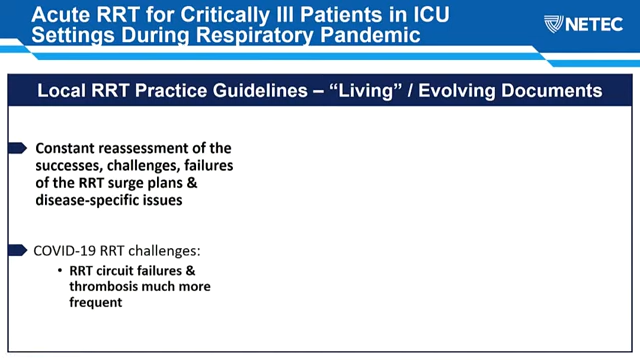 Acute RRT for Critically Ill Patients in ICU
Settings During Respiratory Pandemic
NETEC
Local RRT Practice Guidelines – “Living” / Evolving Documents
Constant reassessment of the
successes, challenges, failures
of the RRT surge plans &
disease-specific issues
COVID-19 RRT challenges:
• RRT circuit failures &
thrombosis much more
frequent